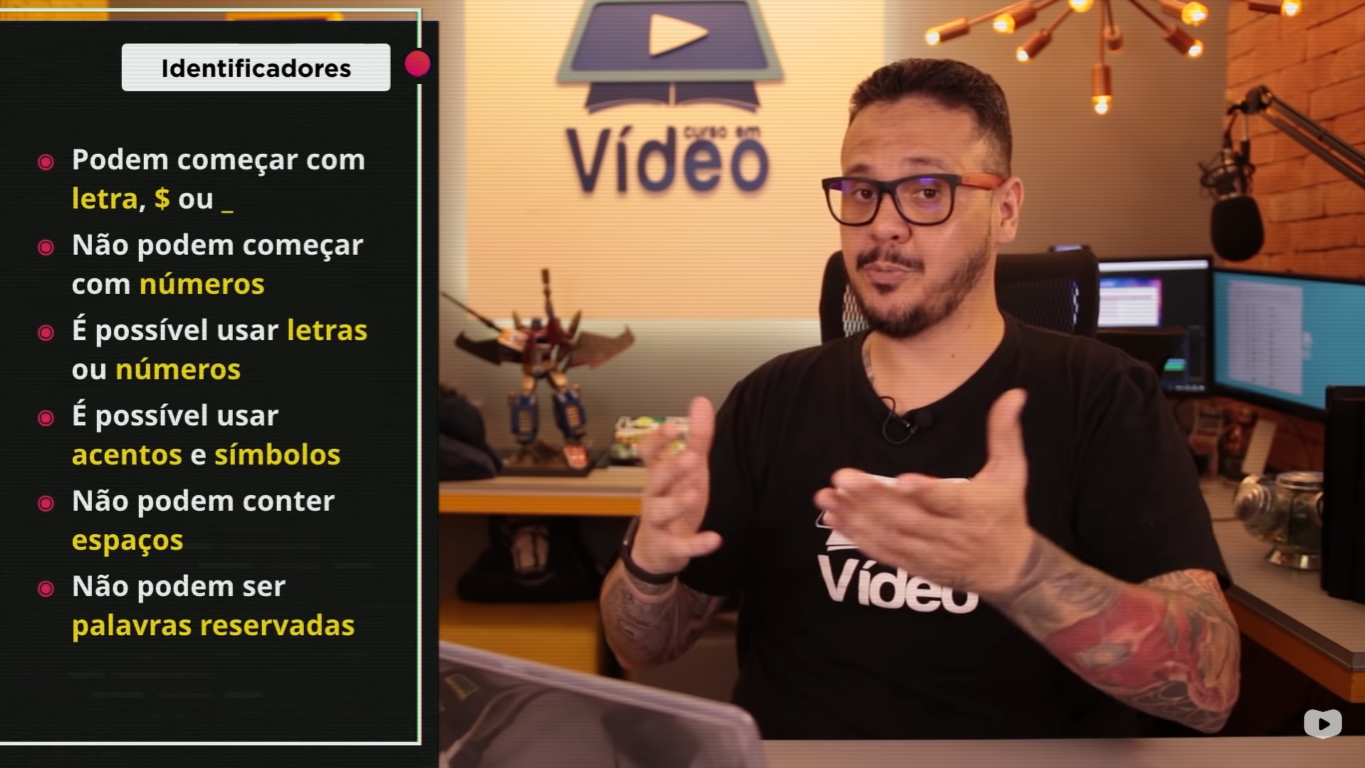 Identificadores
Podem começar com
letra, $ ou _
Não podem começar
com números
É possível usar letras
ou números
É possível usar
acentos e símbolos
Não podem conter
espaços
Não podem ser
palavras reservadas
curso em
Vídeo
Vídeo